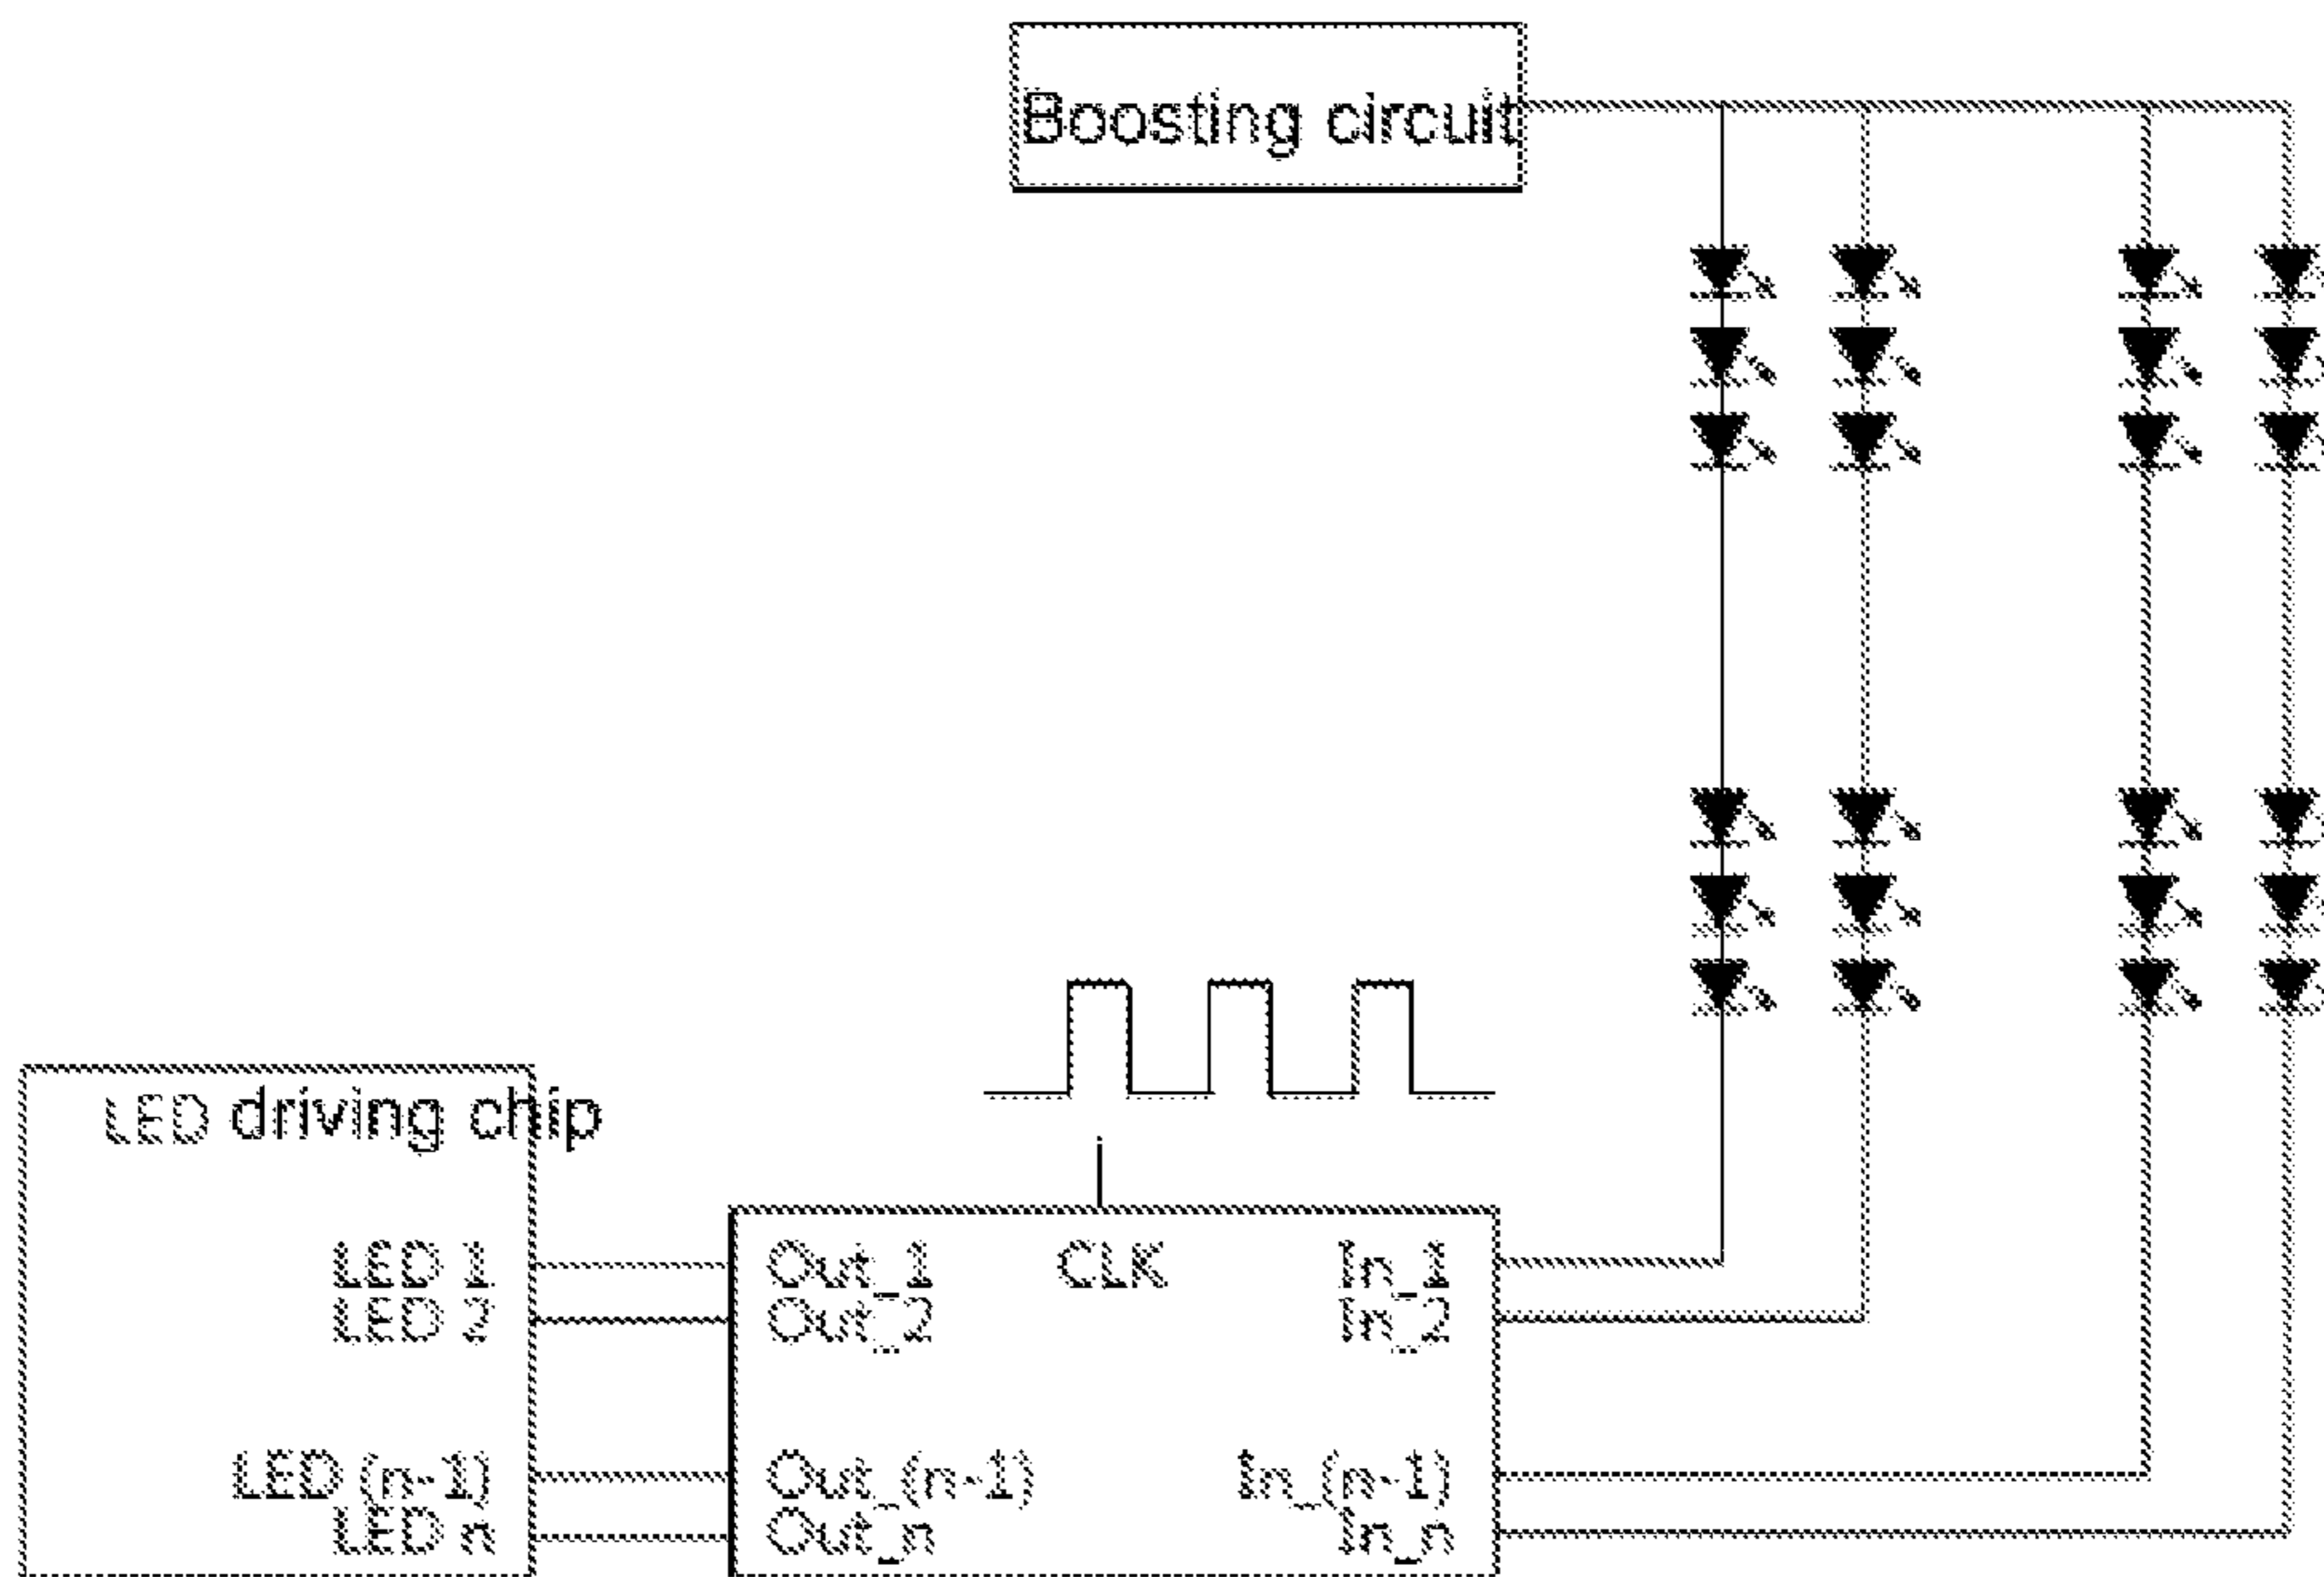 Boosting circuit
LED driving chip
LED 1 Out_1 CLK In_1
LED 2 Out_2 In_2
LED (n-1) Out_(n-1) In_(n-1)
LED n Out_n In_n